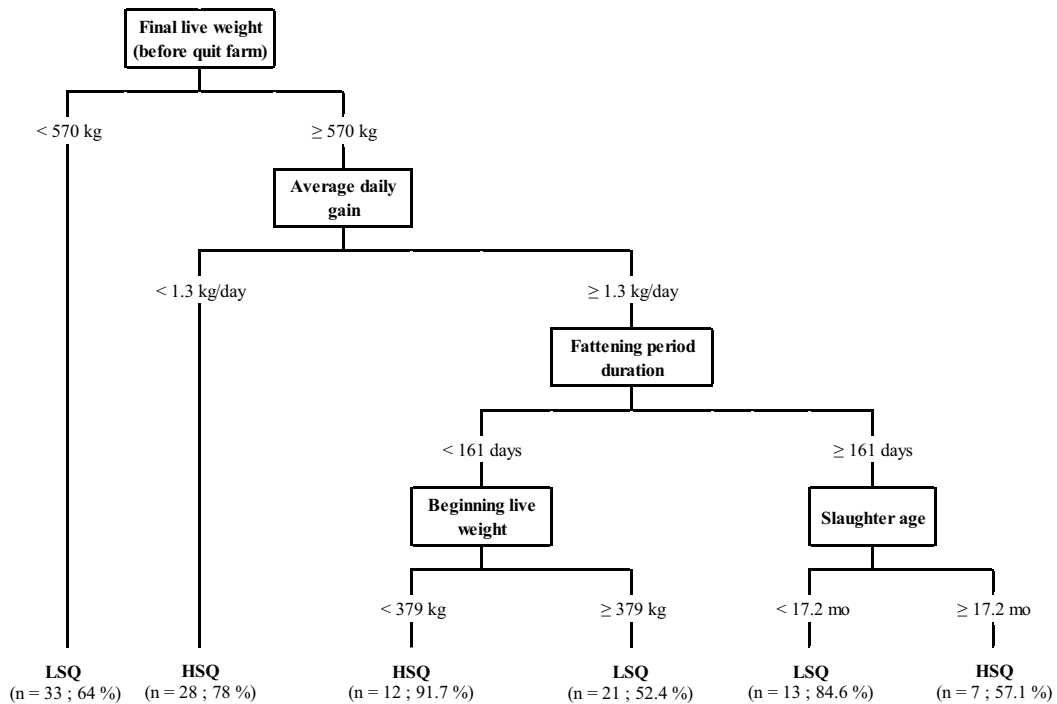 Final live weight
(before quit farm)
< 570 kg
≥ 570 kg
Average daily
gain
< 1.3 kg/day
≥ 1.3 kg/day
Fattening period
duration
< 161 days
≥ 161 days
Beginning live
weight
Slaughter age
< 379 kg
≥ 379 kg
< 17.2 mo
≥ 17.2 mo
LSQ
(n = 33 ; 64 %)
HSQ
(n = 28 ; 78 %)
HSQ
(n = 12 ; 91.7 %)
LSQ
(n = 21 ; 52.4 %)
LSQ
(n = 13 ; 84.6 %)
HSQ
(n = 7 ; 57.1 %)